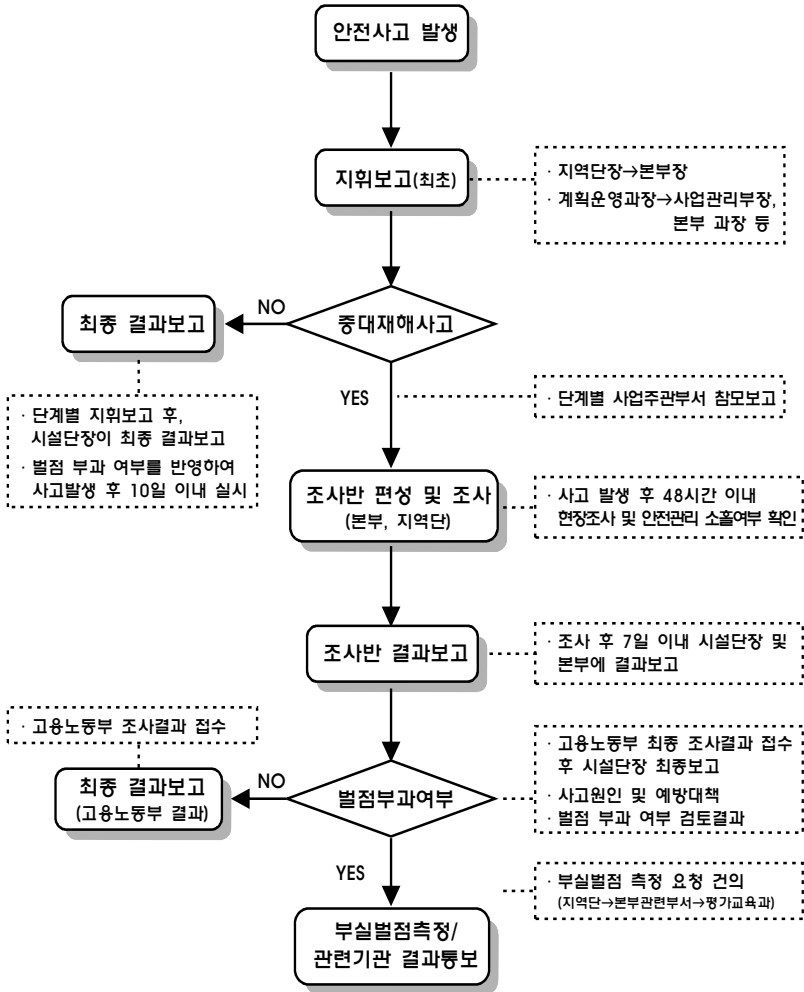 안전사고 발생
지휘보고(최초)
· 지역단장→본부장
· 계획운영과장→사업관리부장,
본부 과장 등
중대재해사고
NO
최종 결과보고
YES
· 단계별 사업주관부서 참모보고
· 단계별 지휘보고 후,
시설단장이 최종 결과보고
· 벌점 부과 여부를 반영하여
사고발생 후 10일 이내 실시
조사반 편성 및 조사
(본부, 지역단)
· 사고 발생 후 48시간 이내
현장조사 및 안전관리 소홀여부 확인
조사반 결과보고
· 조사 후 7일 이내 시설단장 및
본부에 결과보고
· 고용노동부 조사결과 접수
최종 결과보고
(고용노동부 결과)
NO
벌점부과여부
· 고용노동부 최종 조사결과 접수
후 시설단장 최종보고
· 사고원인 및 예방대책
· 벌점 부과 여부 검토결과
YES
· 부실벌점 측정 요청 건의
(지역단→본부관련부서→평가교육과)
부실벌점측정/
관련기관 결과통보